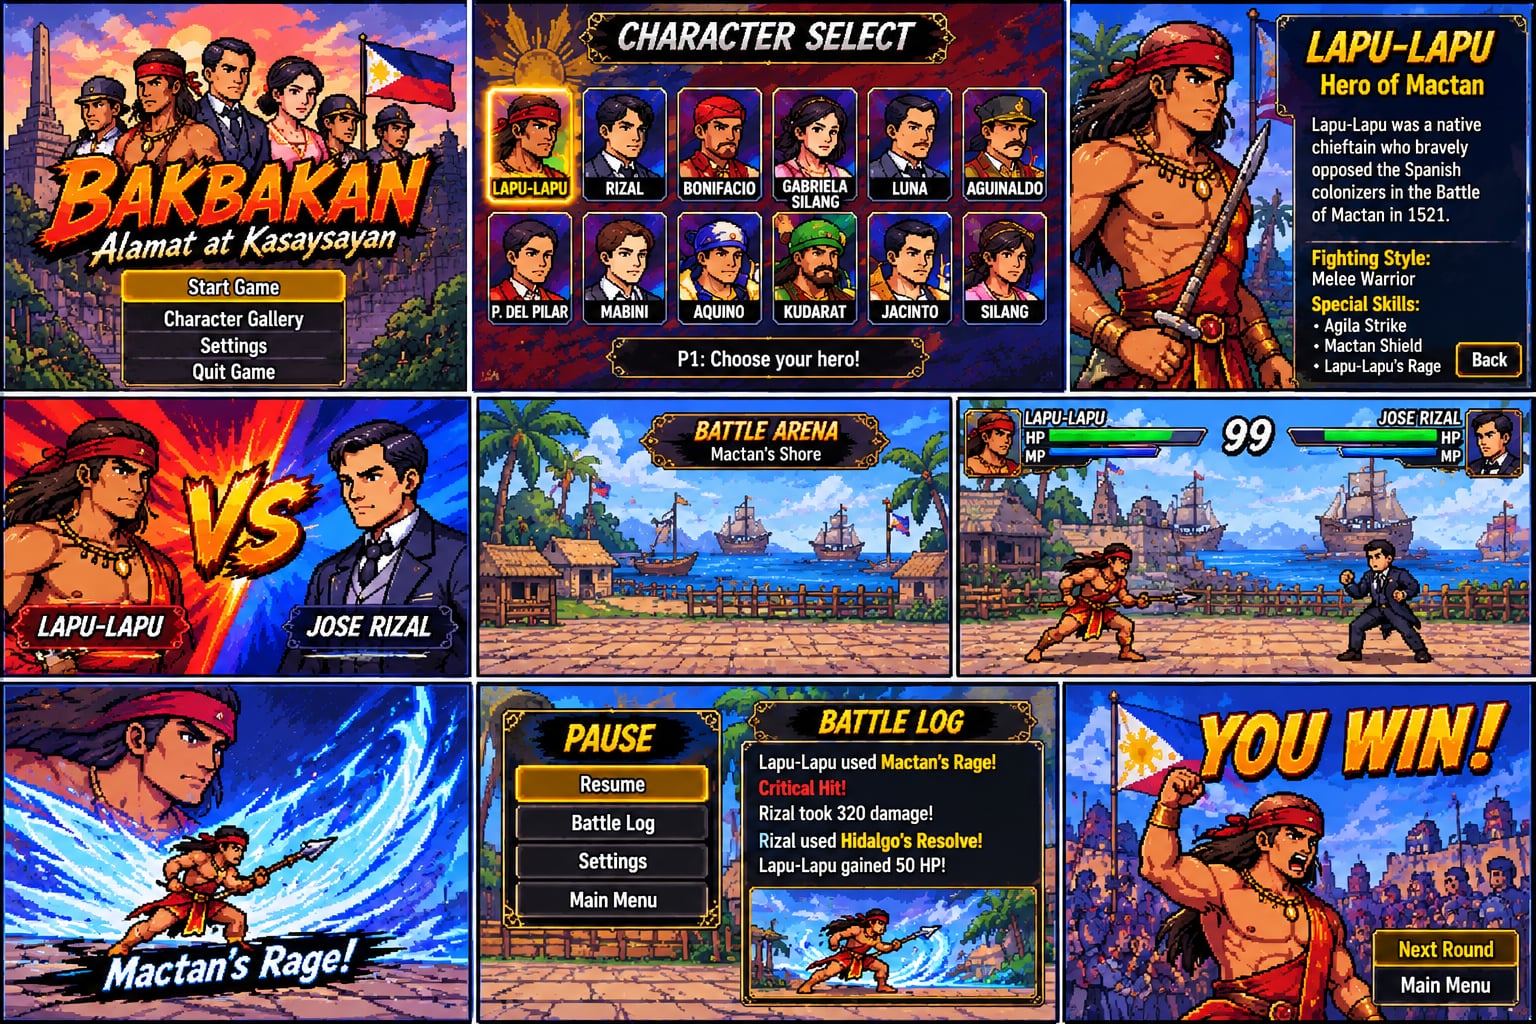 BAKBAKAN
Alamat at Kasaysayan
Start Game
Character Gallery
Settings
Quit Game
CHARACTER SELECT
LAPU-LAPU
RIZAL
BONIFACIO
GABRIELA
SILANG
LUNA
AGUINALDO
P. DEL PILAR
MABINI
AQUINO
KUDARAT
JACINTO
SILANG
P1: Choose your hero!
LAPU-LAPU
Hero of Mactan
Lapu-Lapu was a native
chieftain who bravely
opposed the Spanish
colonizers in the Battle
of Mactan in 1521.
Fighting Style:
Melee Warrior
Special Skills:
• Agila Strike
• Mactan Shield
• Lapu-Lapu's Rage
Back
VS
LAPU-LAPU
JOSE RIZAL
BATTLE ARENA
Mactan's Shore
LAPU-LAPU
HP
MP
99
JOSE RIZAL
HP
MP
Mactan's Rage!
PAUSE
Resume
Battle Log
Settings
Main Menu
BATTLE LOG
Lapu-Lapu used Mactan's Rage!
Critical Hit!
Rizal took 320 damage!
Rizal used Hidalgo's Resolve!
Lapu-Lapu gained 50 HP!
YOU WIN!
Next Round
Main Menu